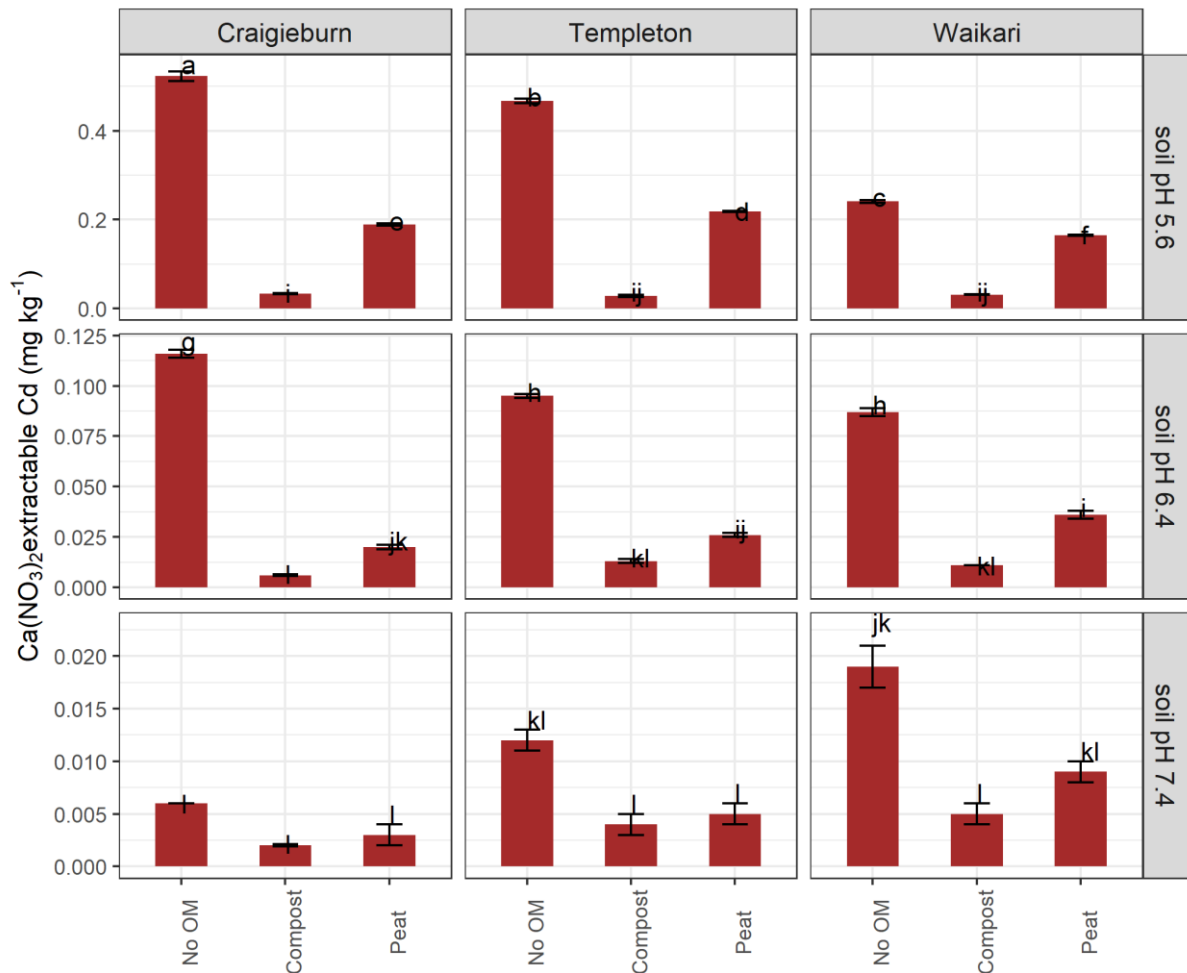 Craigieburn
Templeton
Waikari
Ca(NO3)2extractable Cd (mg kg-1)
0.4
0.2
0.0
a
i
e
b
ij
d
c
ij
f
soil pH 5.6
0.125
0.100
0.075
0.050
0.025
0.000
g
l
jk
h
kl
ij
h
kl
i
soil pH 6.4
0.020
0.015
0.010
0.005
0.000
l
l
l
kl
l
l
jk
l
kl
soil pH 7.4
No OM
Compost
Peat
No OM
Compost
Peat
No OM
Compost
Peat